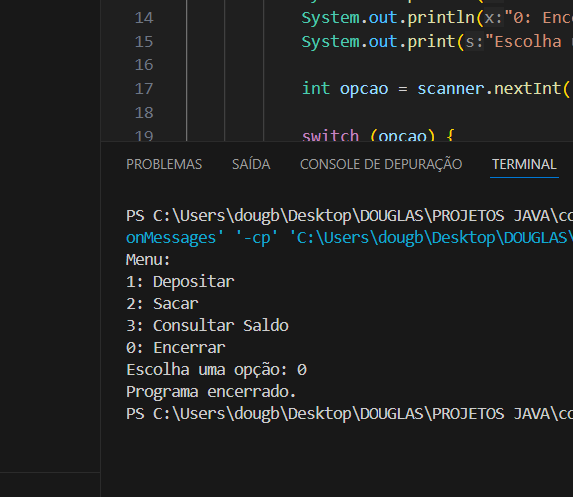 14 System.out.println(x:"0: Enc
15 System.out.print(s:"Escolha
16
17 int opcao = scanner.nextInt(
18
19 switch (opcao) {
PROBLEMAS SAÍDA CONSOLE DE DEPURAÇÃO TERMINAL
PS C:\Users\dougb\Desktop\DOUGLAS\PROJETOS JAVA\co
onMessages' '-cp' 'C:\Users\dougb\Desktop\DOUGLAS\
Menu:
1: Depositar
2: Sacar
3: Consultar Saldo
0: Encerrar
Escolha uma opção: 0
Programa encerrado.
PS C:\Users\dougb\Desktop\DOUGLAS\PROJETOS JAVA\co